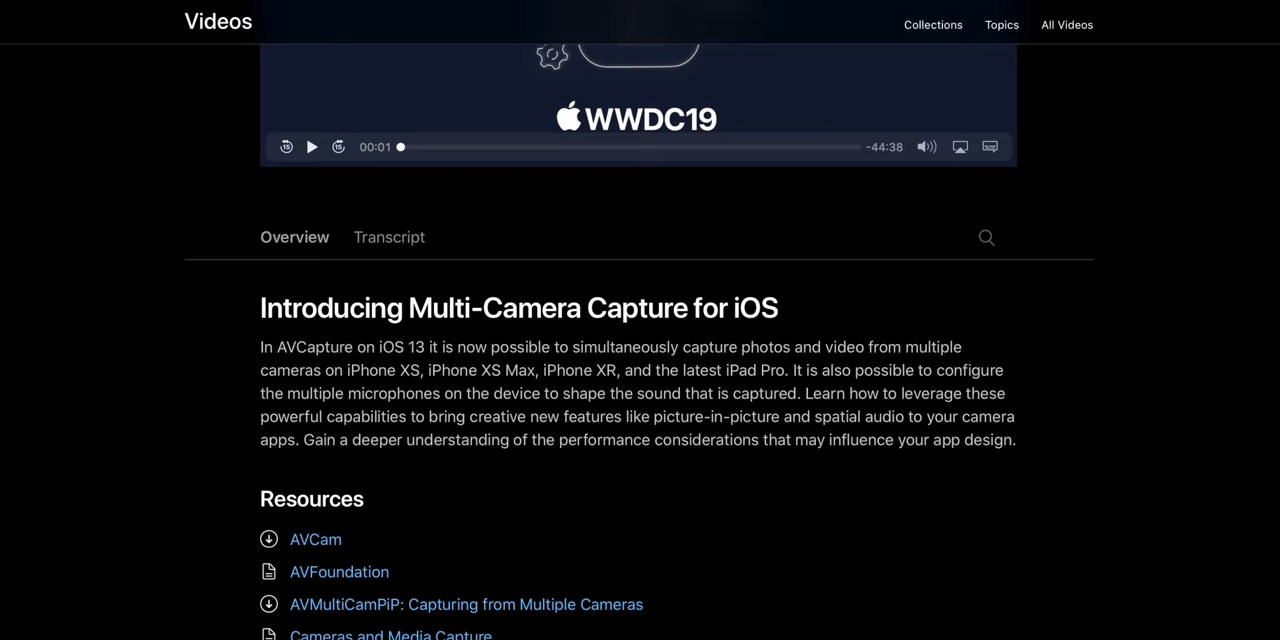 Videos
Collections Topics All Videos
WWDC19
15 15 00:01 -44:38
Overview Transcript
Introducing Multi-Camera Capture for iOS
In AVCapture on iOS 13 it is now possible to simultaneously capture photos and video from multiple
cameras on iPhone XS, iPhone XS Max, iPhone XR, and the latest iPad Pro. It is also possible to configure
the multiple microphones on the device to shape the sound that is captured. Learn how to leverage these
powerful capabilities to bring creative new features like picture-in-picture and spatial audio to your camera
apps. Gain a deeper understanding of the performance considerations that may influence your app design.
Resources
AVCam
AVFoundation
AVMultiCamPiP: Capturing from Multiple Cameras
Cameras and Media Capture